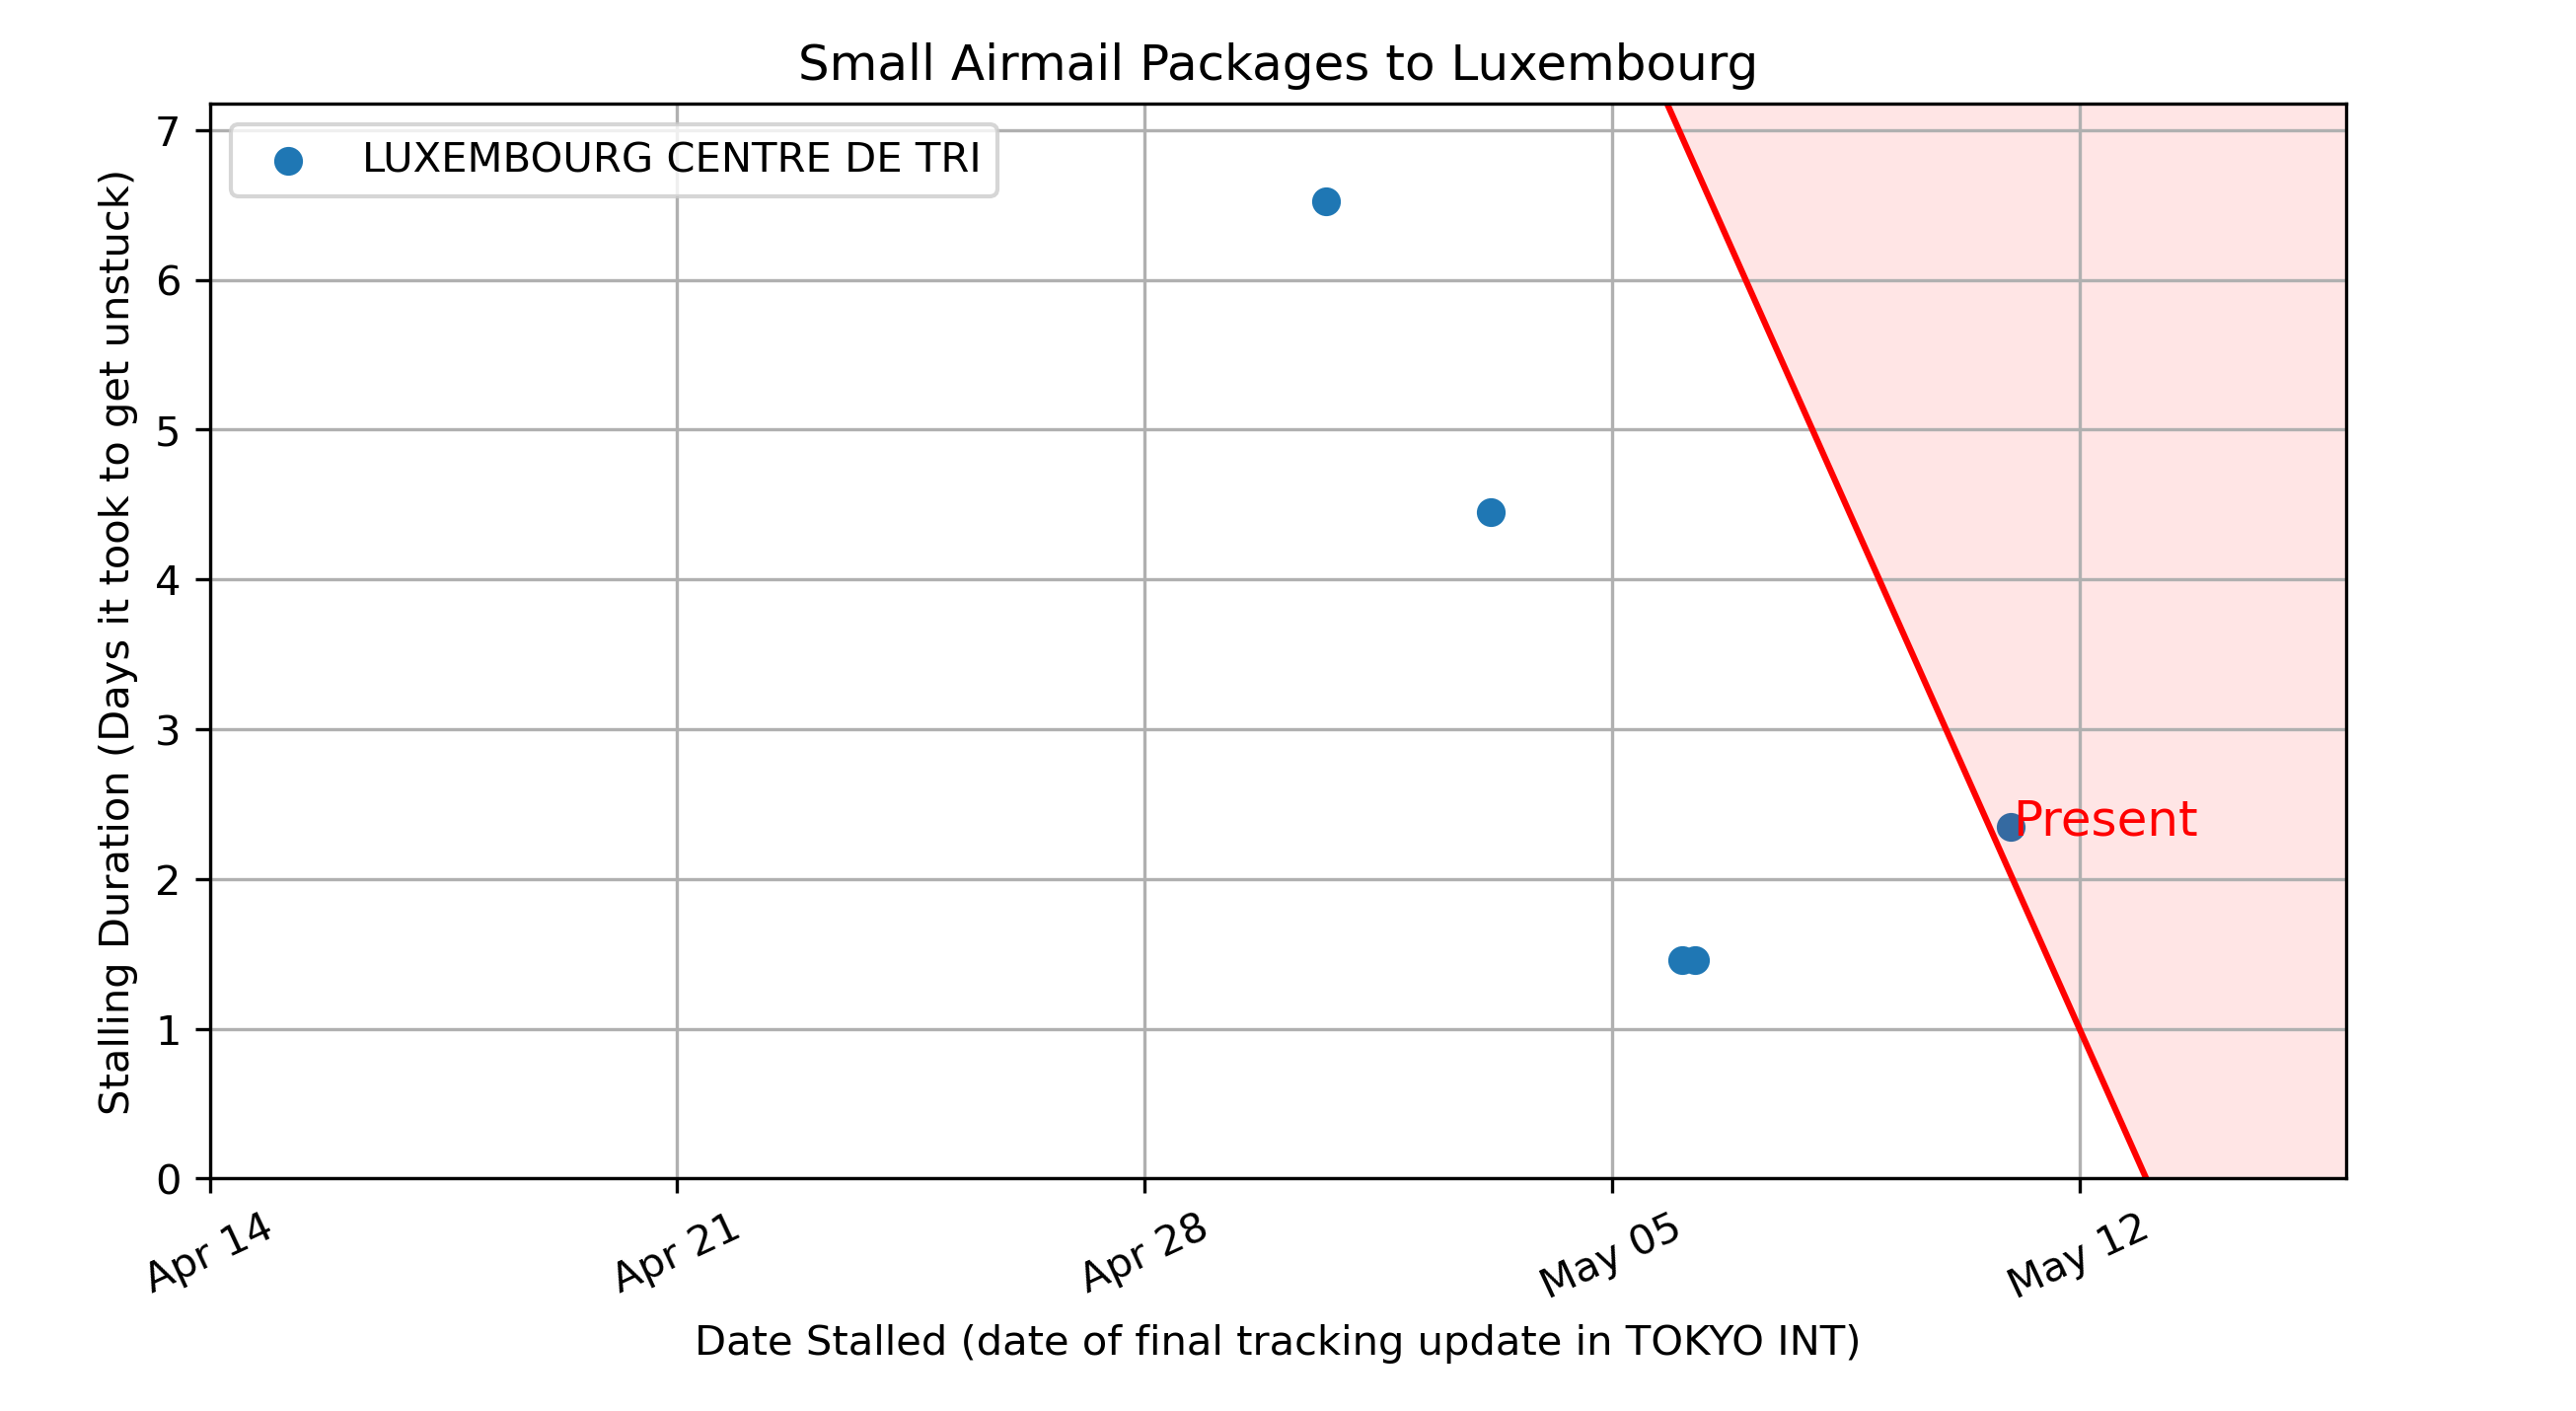 Small Airmail Packages to Luxembourg
LUXEMBOURG CENTRE DE TRI
Stalling Duration (Days it took to get unstuck)
7
6
5
4
3
2
1
0
Present
Apr 14
Apr 21
Apr 28
May 05
May 12
Date Stalled (date of final tracking update in TOKYO INT)